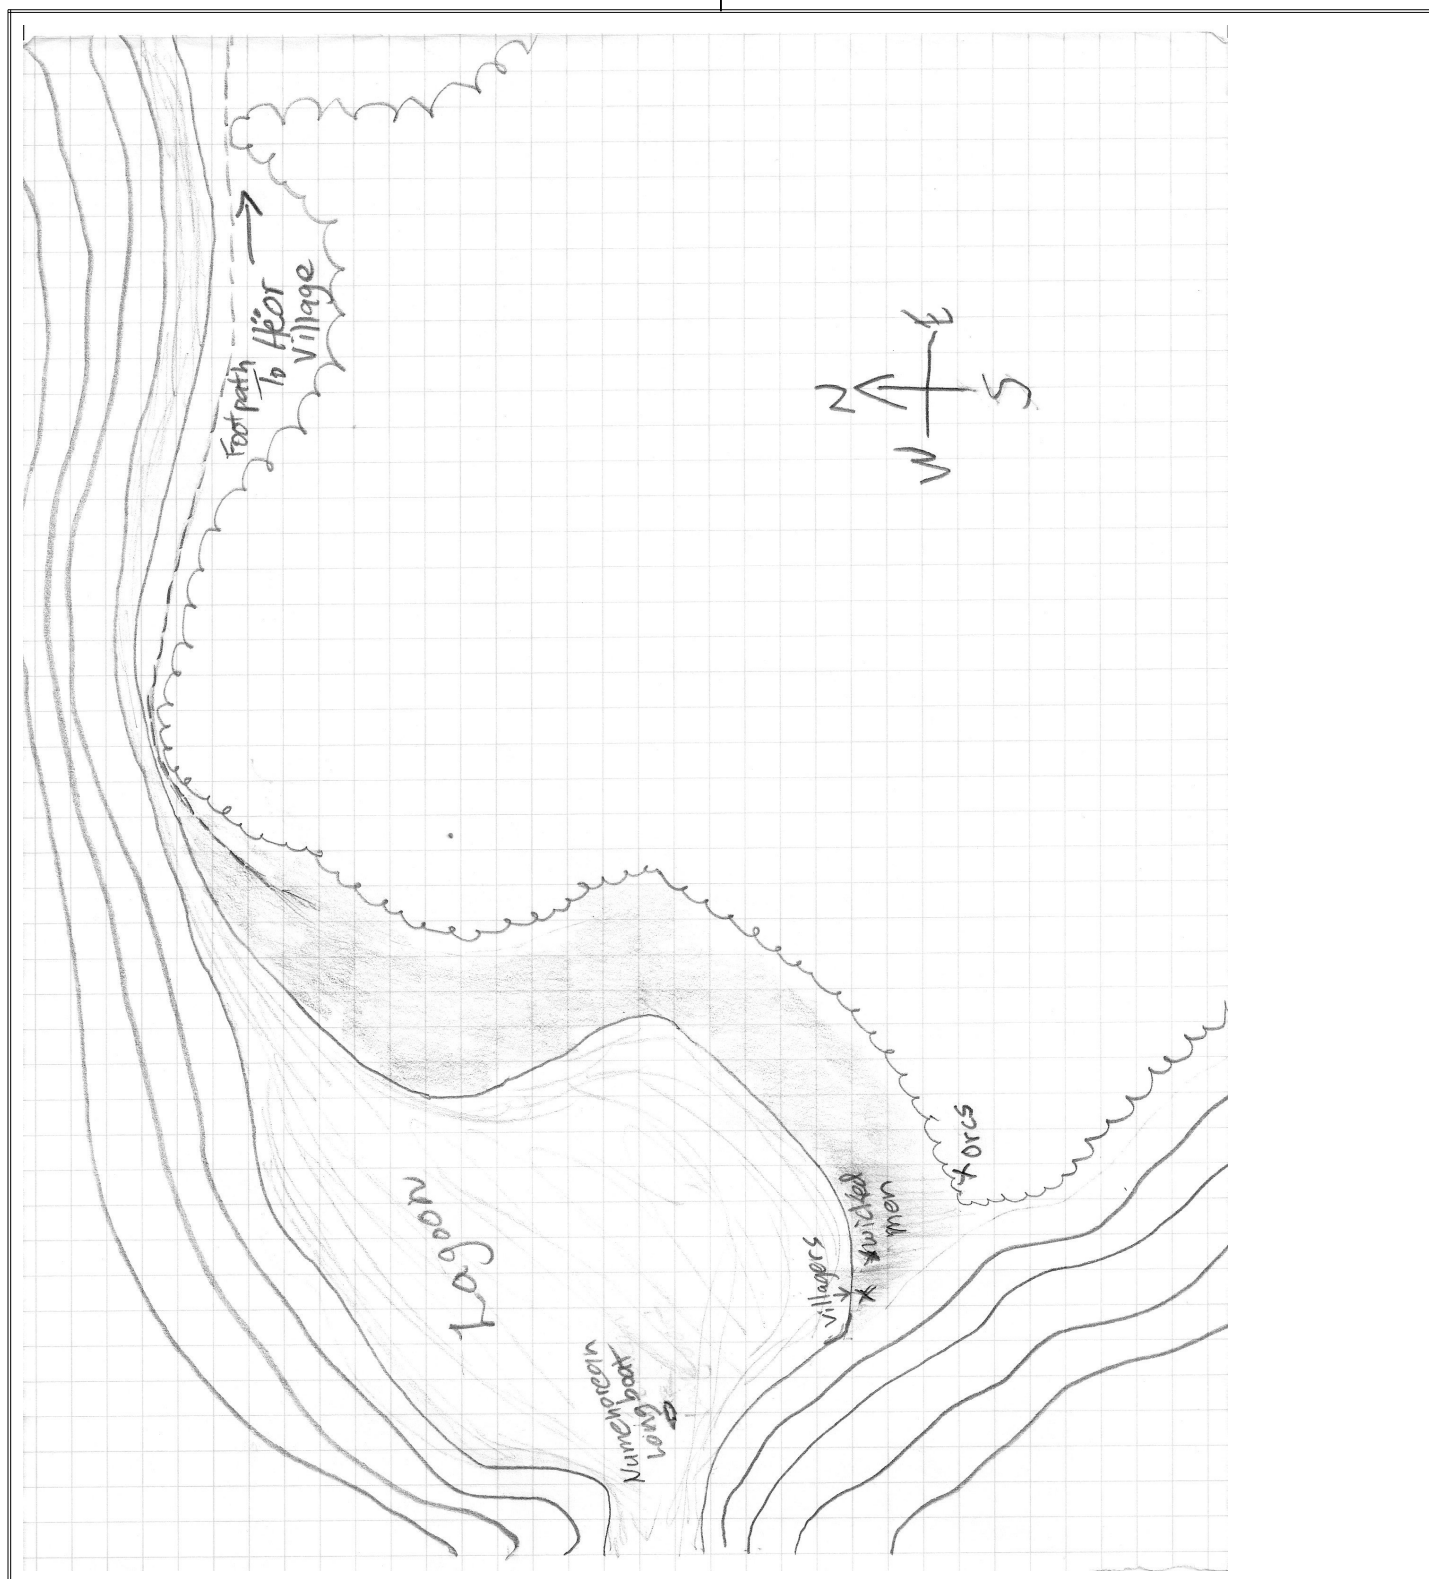 Footpath
to Hëor
Village
N
E
S
W
Lagoon
orcs
wicked
men
villagers
Numenorean
Longboat